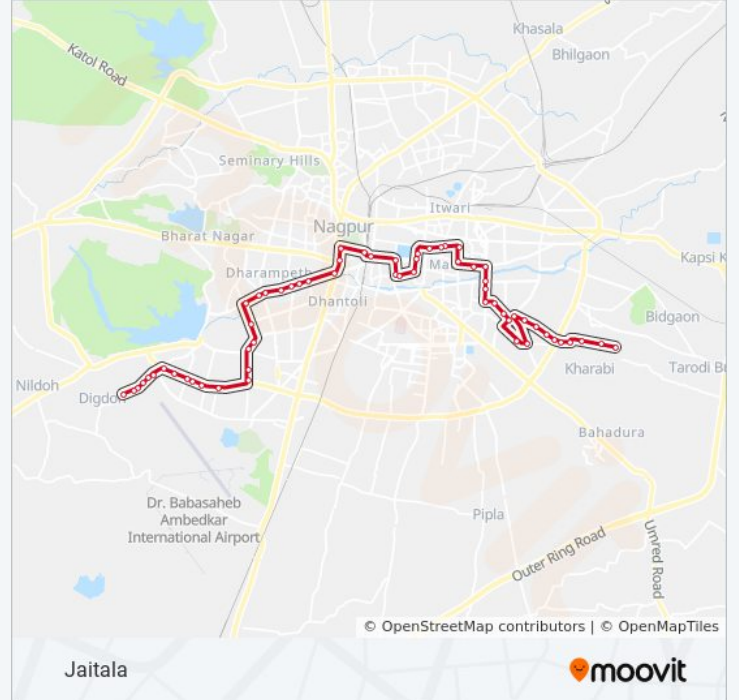 Khasala
Katol Road
Bhilgaon
Seminary Hills
Itwari
Nagpur
Bharat Nagar
Kapsi K
Dharampeth
Ma
Dhantoli
Bidgaon
Kharabi
Tarodi B
Nildoh
Digdoh
Bahadura
Dr. Babasaheb
Ambedkar
International Airport
Pipla
Outer Ring Road
Umred Road
© OpenStreetMap contributors | © OpenMapTiles
Jaitala
moovit